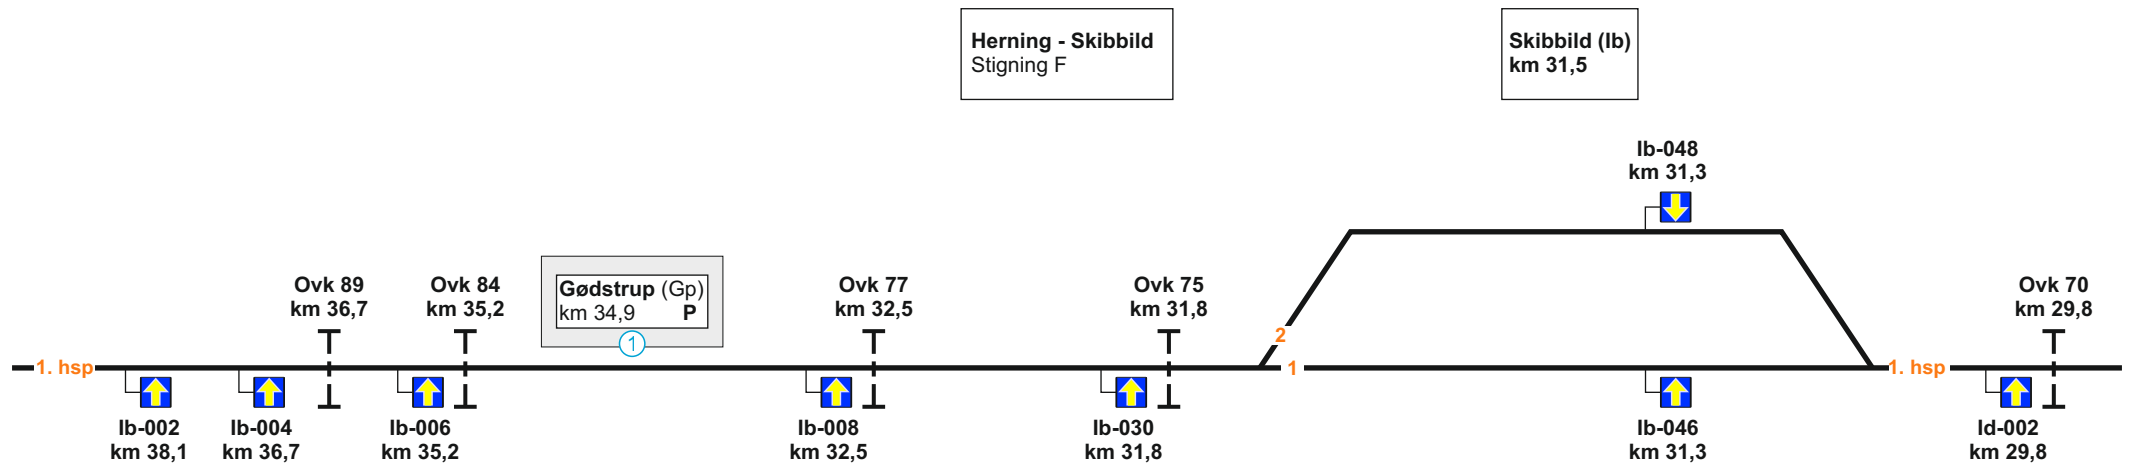 Herning - Skibbild
Stigning F
Skibbild (Ib)
km 31,5
Ib-048
km 31,3
Ovk 89
km 36,7
Ovk 84
km 35,2
Gødstrup (Gp)
km 34,9 P
1
Ovk 77
km 32,5
Ovk 75
km 31,8
Ovk 70
km 29,8
2
1. hsp
1
1. hsp
Ib-002
km 38,1
Ib-004
km 36,7
Ib-006
km 35,2
Ib-008
km 32,5
Ib-030
km 31,8
Ib-046
km 31,3
Id-002
km 29,8